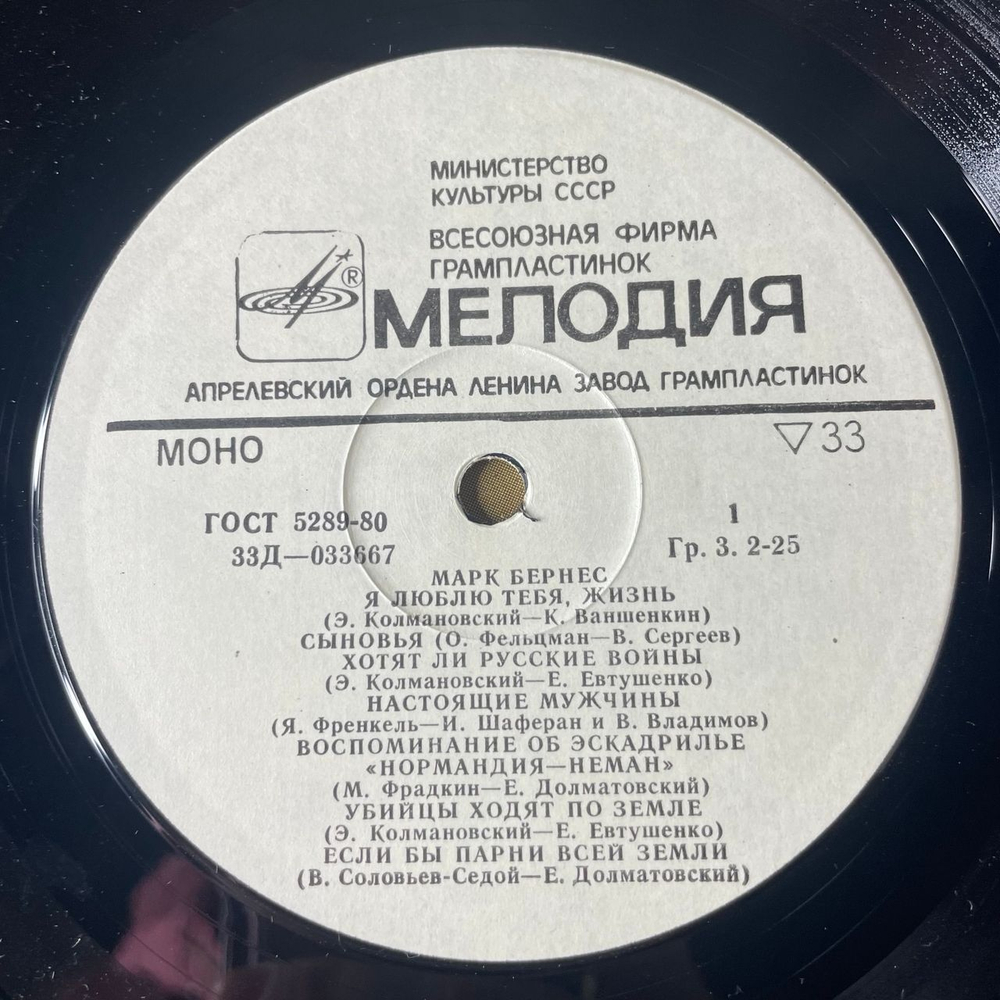 МИНИСТЕРСТВО
КУЛЬТУРЫ СССР
ВСЕСОЮЗНАЯ ФИРМА
ГРАМПЛАСТИНОК
®
МЕЛОДИЯ
АПРЕЛЕВСКИЙ ОРДЕНА ЛЕНИНА ЗАВОД ГРАМПЛАСТИНОК
МОНО
33
ГОСТ 5289-80
1
33Д—033667
Гр. 3. 2-25
МАРК БЕРНЕС
Я ЛЮБЛЮ ТЕБЯ, ЖИЗНЬ
(Э. Колмановский—К. Ваншенкин)
СЫНОВЬЯ (О. Фельцман—В. Сергеев)
ХОТЯТ ЛИ РУССКИЕ ВОЙНЫ
(Э. Колмановский—Е. Евтушенко)
НАСТОЯЩИЕ МУЖЧИНЫ
(Я. Френкель—И. Шаферан и В. Владимов)
ВОСПОМИНАНИЕ ОБ ЭСКАДРИЛЬЕ
«НОРМАНДИЯ—НЕМАН»
(М. Фрадкин—Е. Долматовский)
УБИЙЦЫ ХОДЯТ ПО ЗЕМЛЕ
(Э. Колмановский—Е. Евтушенко)
ЕСЛИ БЫ ПАРНИ ВСЕЙ ЗЕМЛИ
(В. Соловьев-Седой—Е. Долматовский)